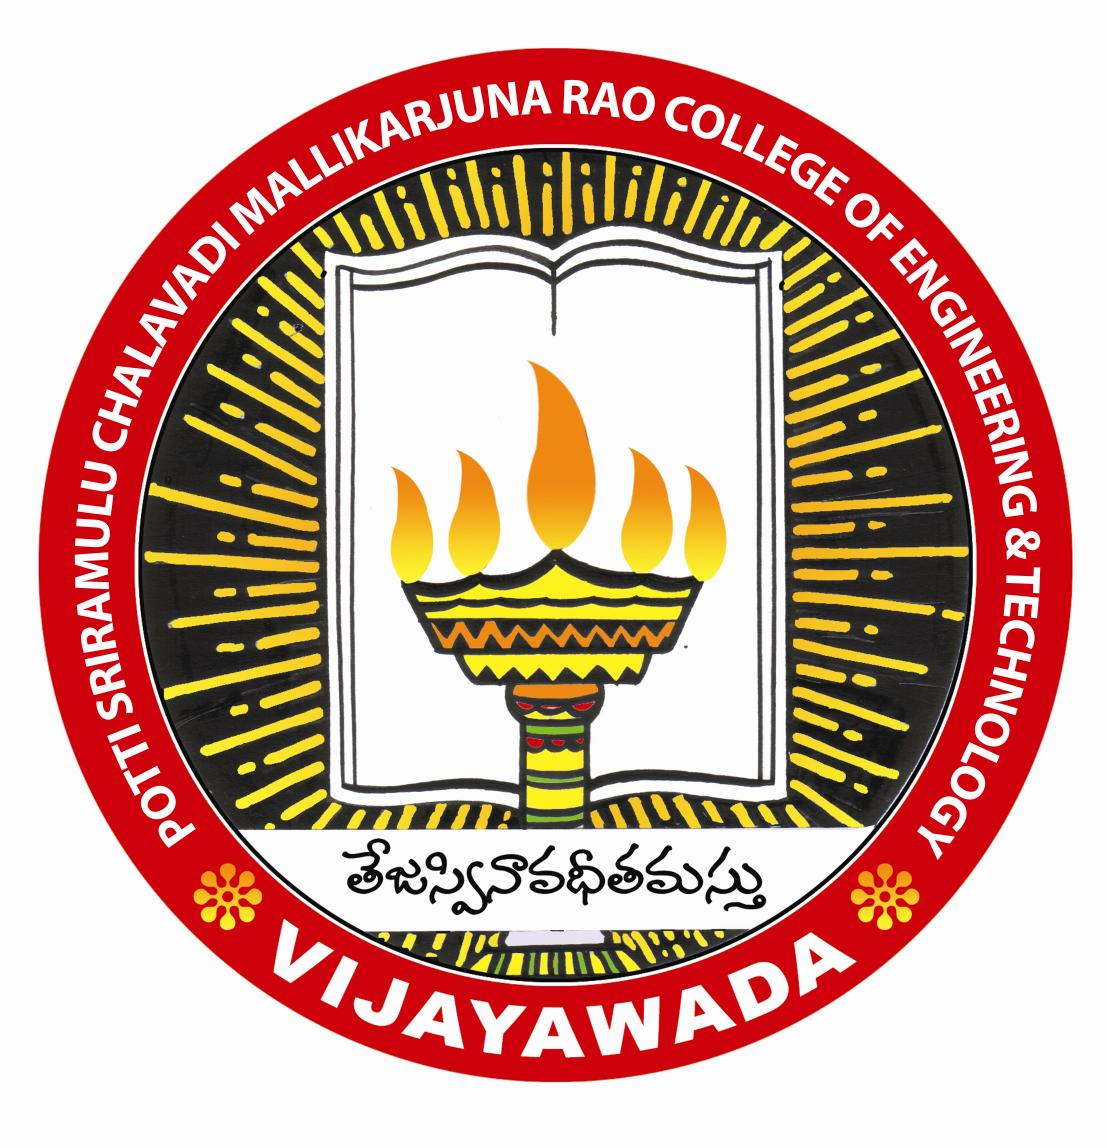 POTTI SRIRAMULU CHALAVADI MALLIKARJUNA RAO COLLEGE OF ENGINEERING & TECHNOLOGY
తేజస్వినావధీతమస్తు
VIJAYAWADA